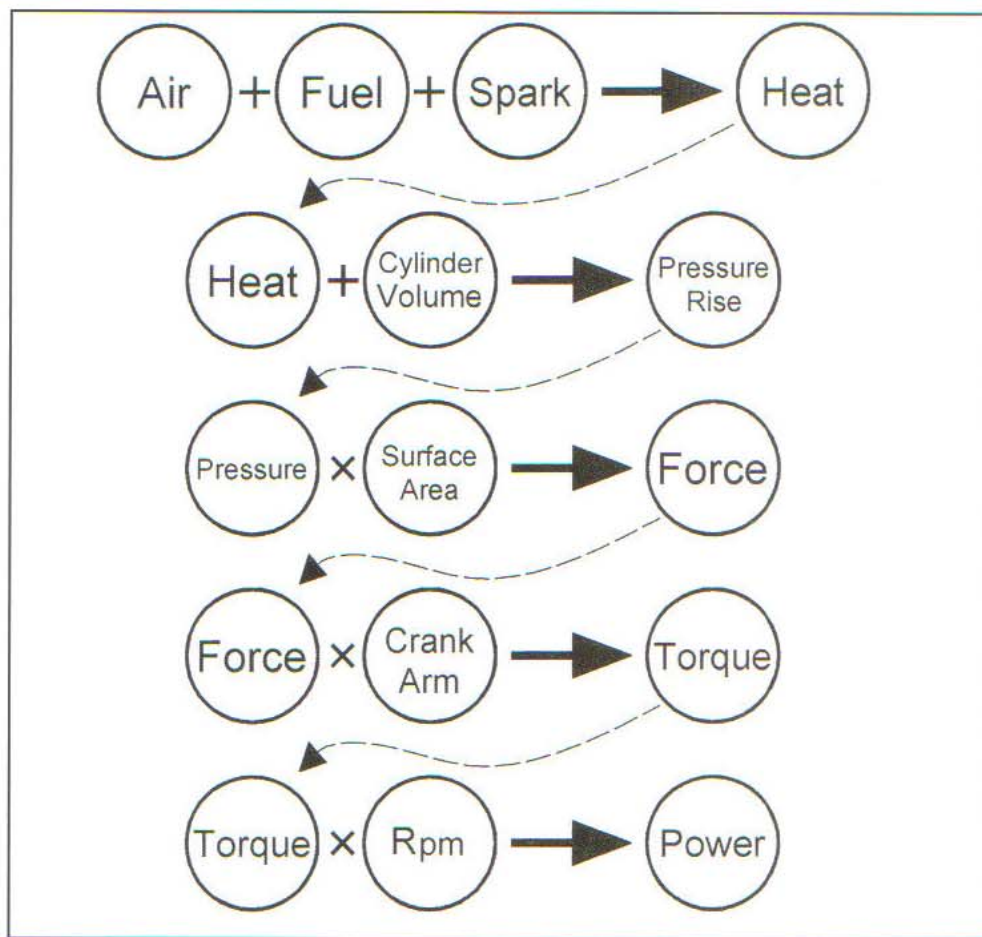 Air + Fuel + Spark Heat
Heat + Cylinder Volume Pressure Rise
Pressure × Surface Area Force
Force × Crank Arm Torque
Torque × Rpm Power